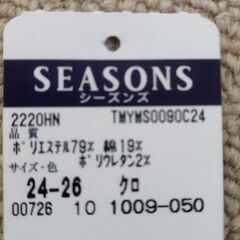 SEASONS
シーズンズ
2220HN TMYMS0090C24
品 質
ﾎﾟﾘｴｽﾃﾙ79% 綿19%
ﾎﾟﾘｳﾚﾀﾝ2%
サイズ・色
24-26 ｸﾛ
00726 10 1009-050